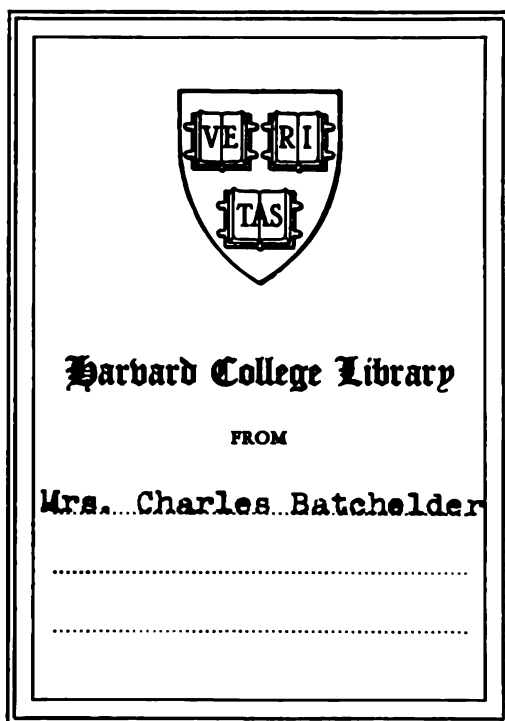 VE RI
TAS
Harvard College Library
FROM
Mrs. Charles Batchelder